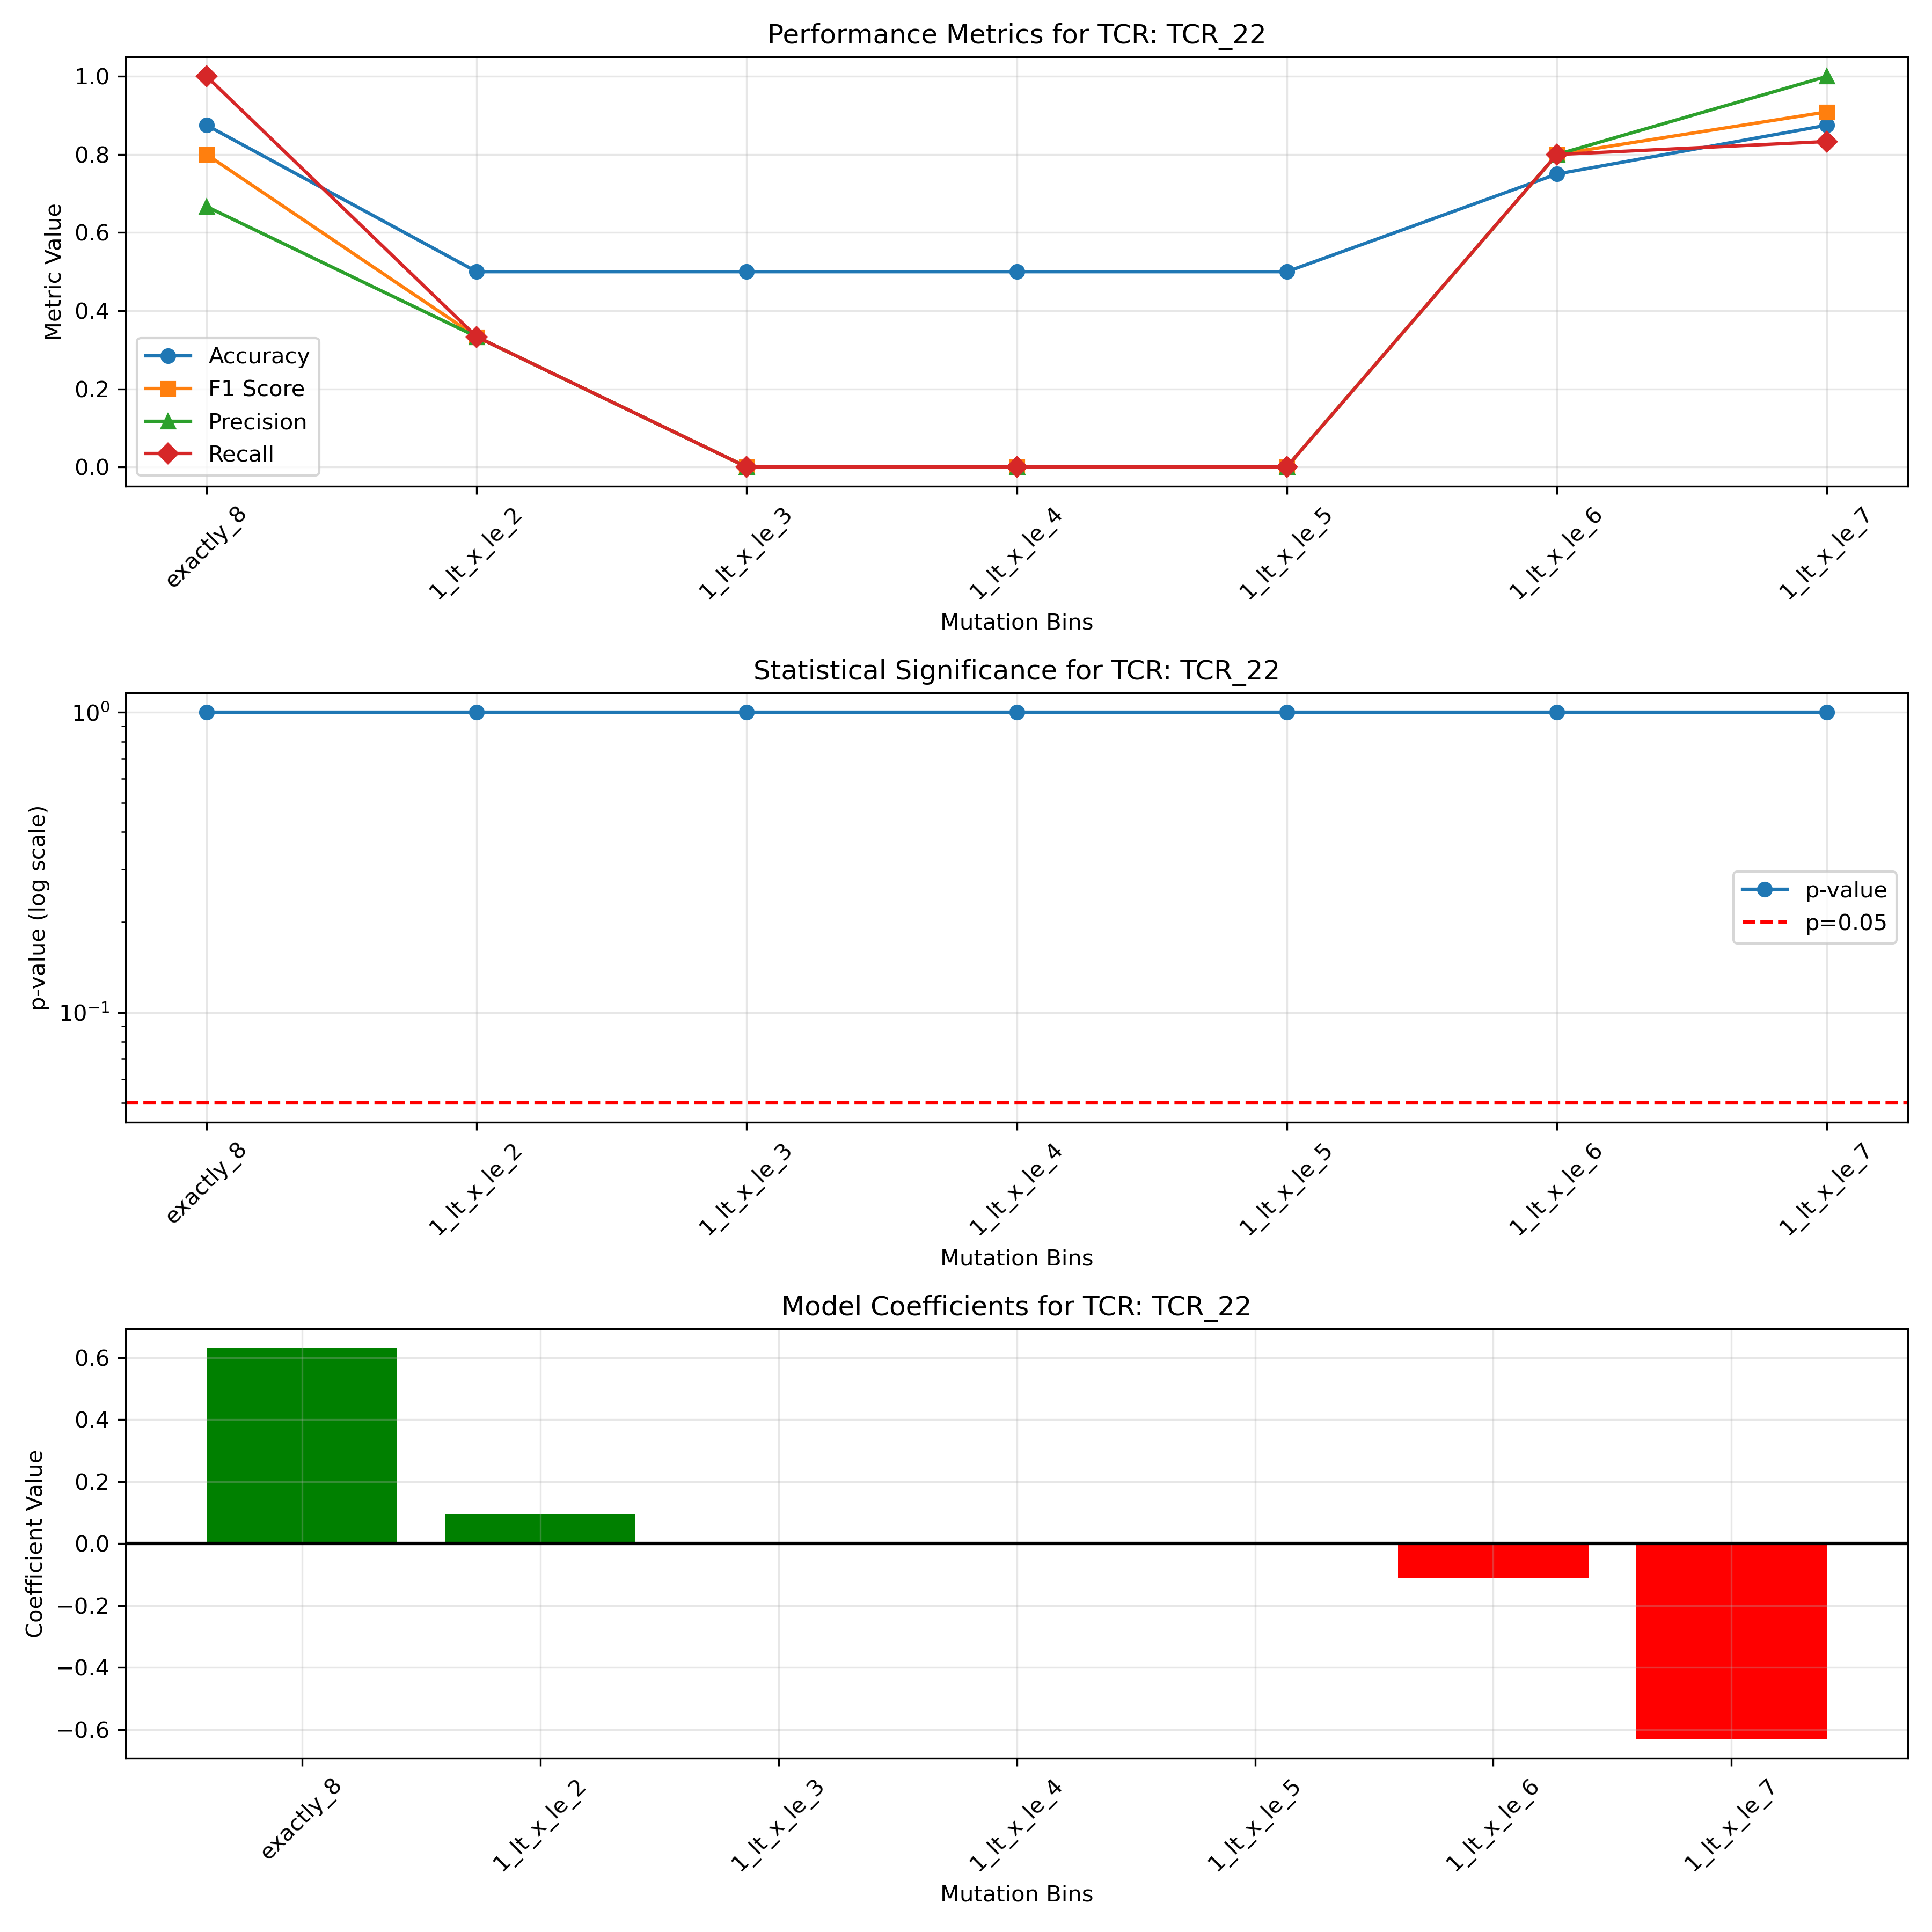 Performance Metrics for TCR: TCR_22
1.0
0.8
0.6
0.4
0.2
0.0
Metric Value
Accuracy
F1 Score
Precision
Recall
exactly_8
1_lt_x_le_2
1_lt_x_le_3
1_lt_x_le_4
1_lt_x_le_5
1_lt_x_le_6
1_lt_x_le_7
Mutation Bins
Statistical Significance for TCR: TCR_22
10⁰
10⁻¹
p-value (log scale)
p-value
p=0.05
exactly_8
1_lt_x_le_2
1_lt_x_le_3
1_lt_x_le_4
1_lt_x_le_5
1_lt_x_le_6
1_lt_x_le_7
Mutation Bins
Model Coefficients for TCR: TCR_22
0.6
0.4
0.2
0.0
−0.2
−0.4
−0.6
Coefficient Value
exactly_8
1_lt_x_le_2
1_lt_x_le_3
1_lt_x_le_4
1_lt_x_le_5
1_lt_x_le_6
1_lt_x_le_7
Mutation Bins